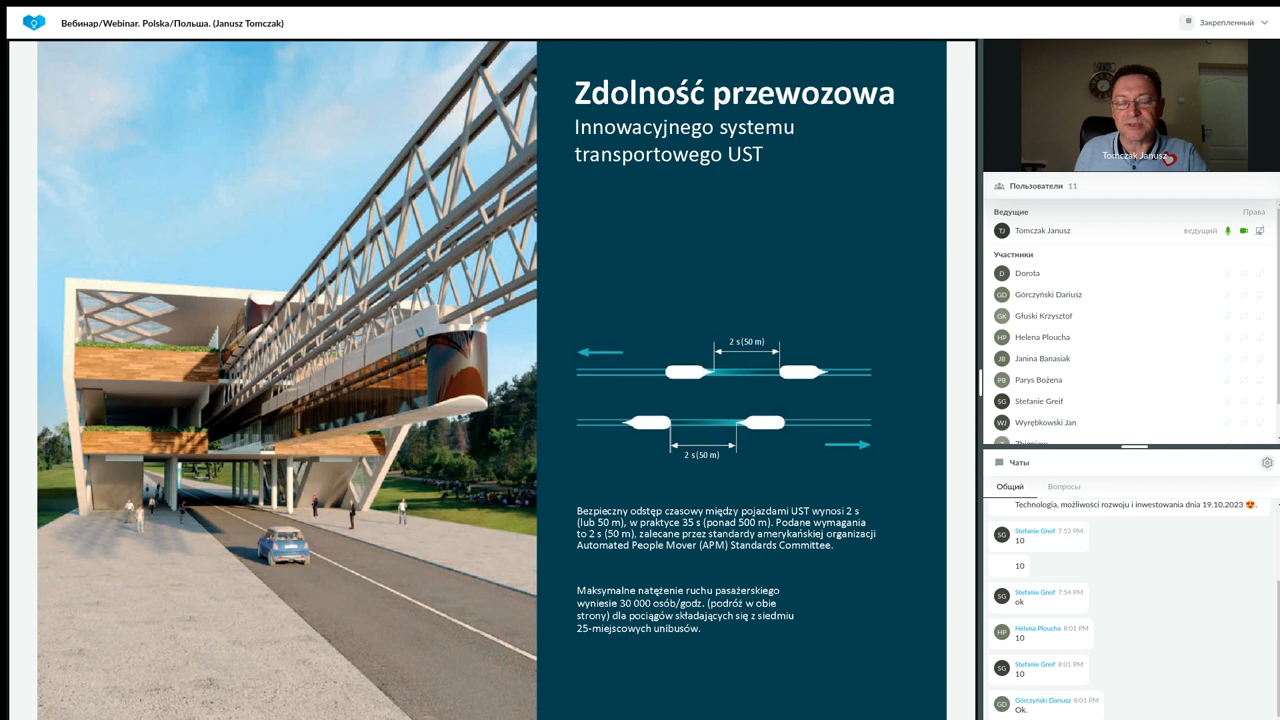 Вебинар/Webinar. Polska/Польша. (Janusz Tomczak)
Закрепленный
Zdolność przewozowa
Innowacyjnego systemu
transportowego UST
2 s (50 m)
2 s (50 m)
Bezpieczny odstęp czasowy między pojazdami UST wynosi 2 s
(lub 50 m), w praktyce 35 s (ponad 500 m). Podane wymagania
to 2 s (50 m), zalecane przez standardy amerykańskiej organizacji
Automated People Mover (APM) Standards Committee.
Maksymalne natężenie ruchu pasażerskiego
wyniesie 30 000 osób/godz. (podróż w obie
strony) dla pociągów składających się z siedmiu
25-miejscowych unibusów.
Tomczak Janusz
Пользователи 11
Ведущие Права
TJ Tomczak Janusz ведущий
Участники
D Dorota
GD Górczyński Dariusz
GK Głuski Krzysztof
HP Helena Ploucha
JB Janina Banasiak
PB Parys Bożena
SG Stefanie Greif
WJ Wyrębkowski Jan
Чаты
Общий Вопросы
Technologia, możliwości rozwoju i inwestowania dnia 19.10.2023 😍.
SG Stefanie Greif 7:53 PM
10
10
SG Stefanie Greif 7:54 PM
ok
HP Helena Ploucha 8:01 PM
10
SG Stefanie Greif 8:01 PM
10
GD Górczyński Dariusz 8:01 PM
Ok.